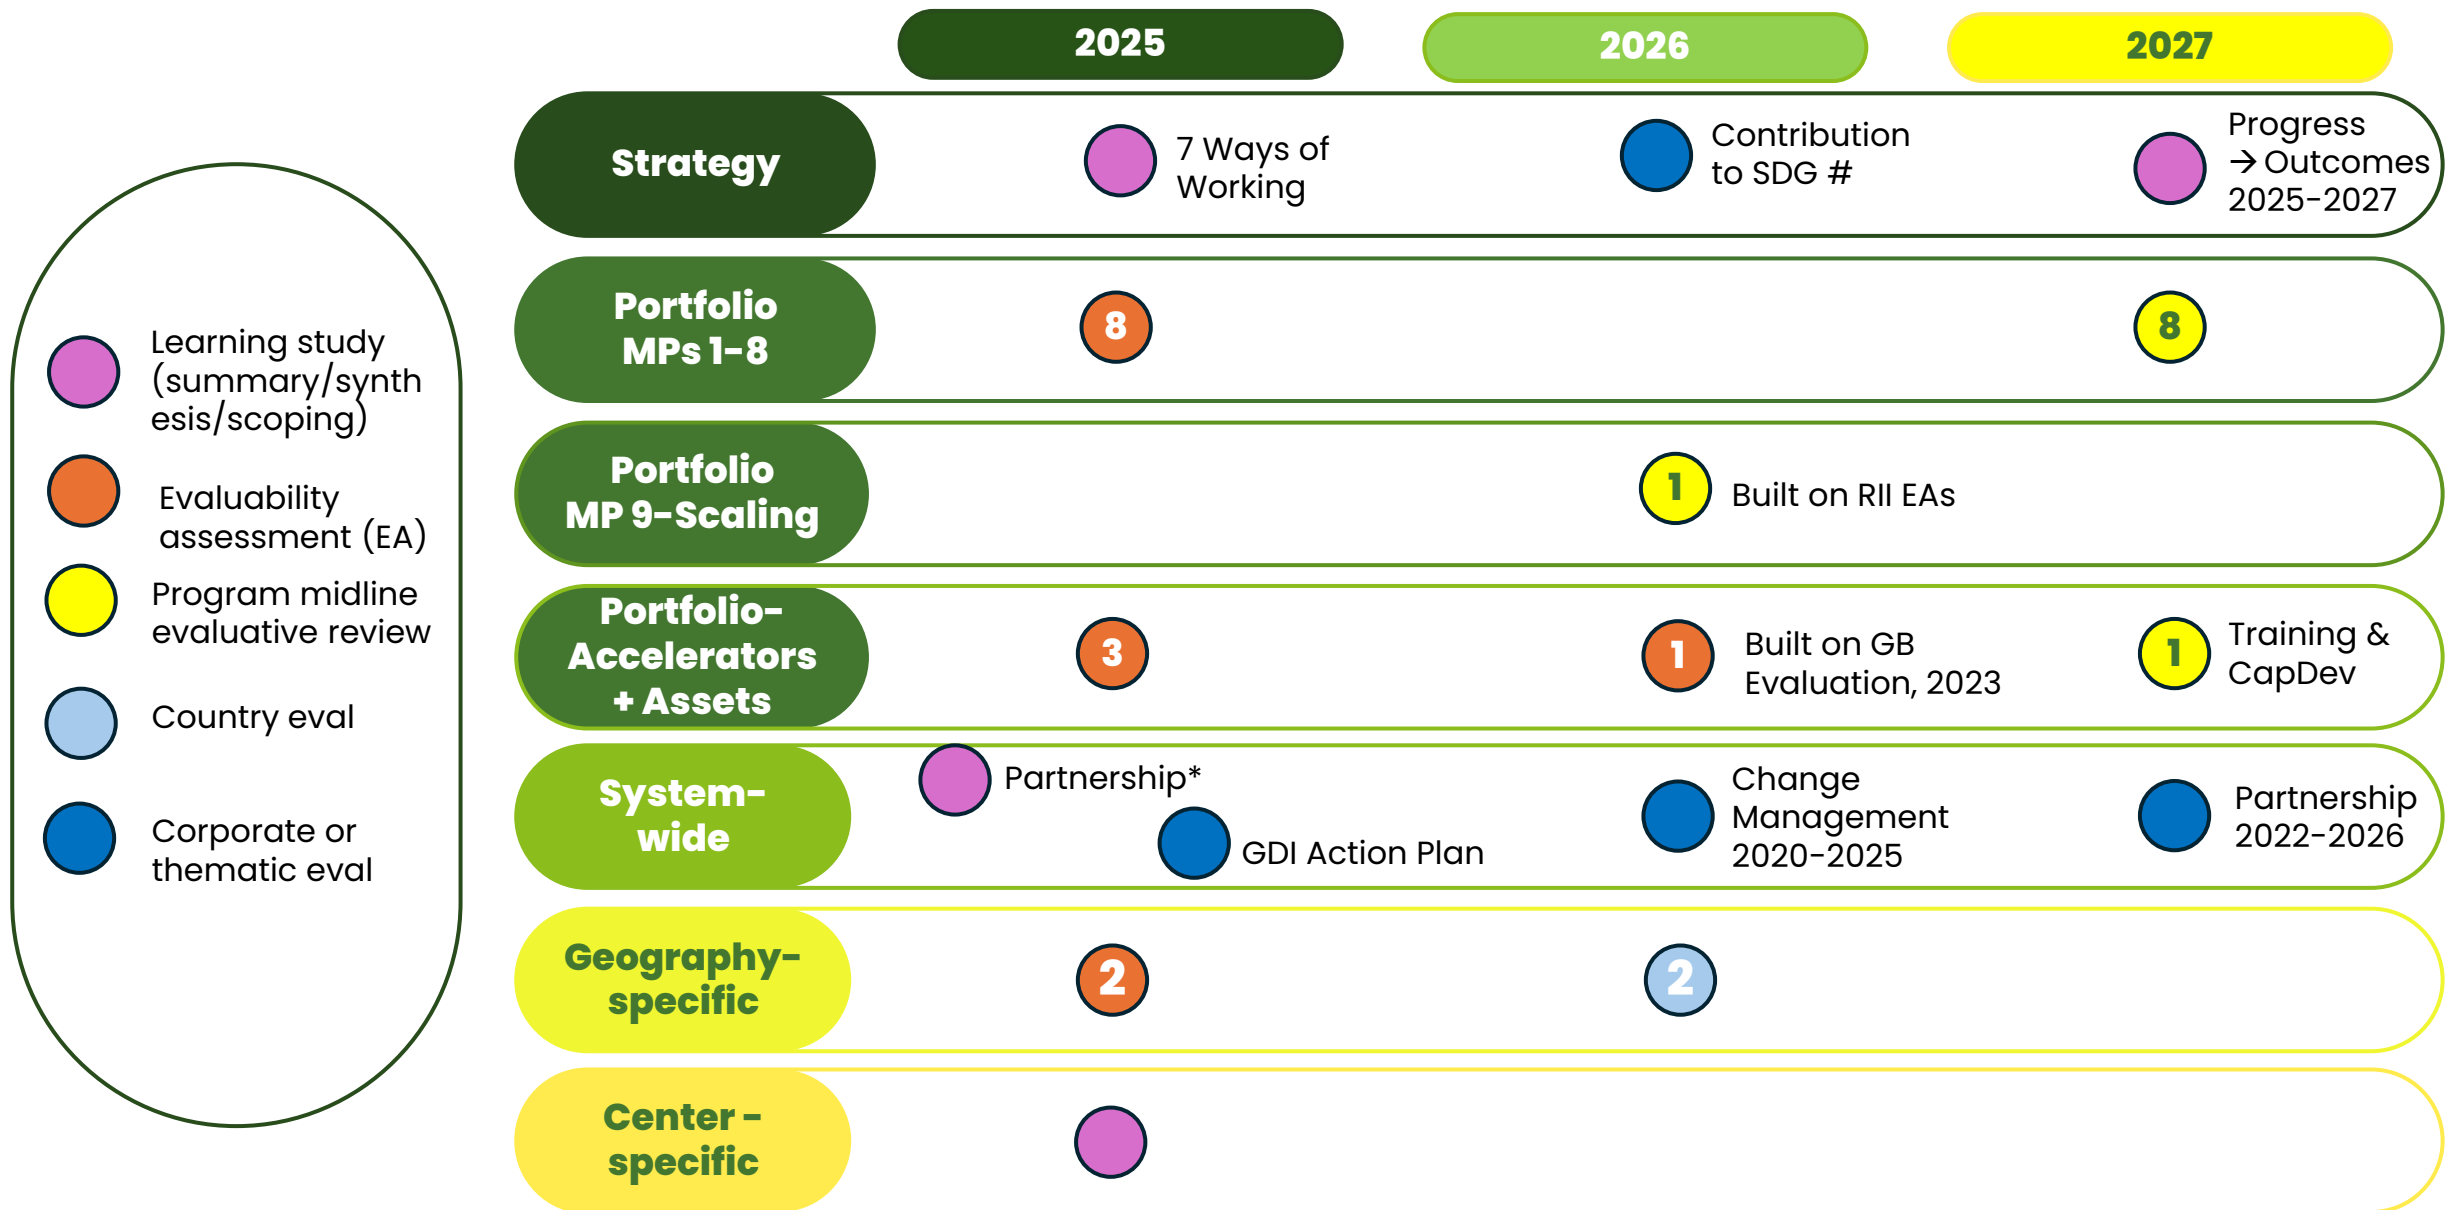 2025
2026
2027
Strategy
7 Ways of
Working
Contribution
to SDG #
Progress
→ Outcomes
2025-2027
Portfolio
MPs 1-8
8
8
Portfolio
MP 9-Scaling
1
Built on RII EAs
Portfolio-
Accelerators
+ Assets
3
1
Built on GB
Evaluation, 2023
1
Training &
CapDev
System-
wide
Partnership*
GDI Action Plan
Change
Management
2020-2025
Partnership
2022-2026
Geography-
specific
2
2
Center -
specific
Learning study
(summary/synth
esis/scoping)
Evaluability
assessment (EA)
Program midline
evaluative review
Country eval
Corporate or
thematic eval